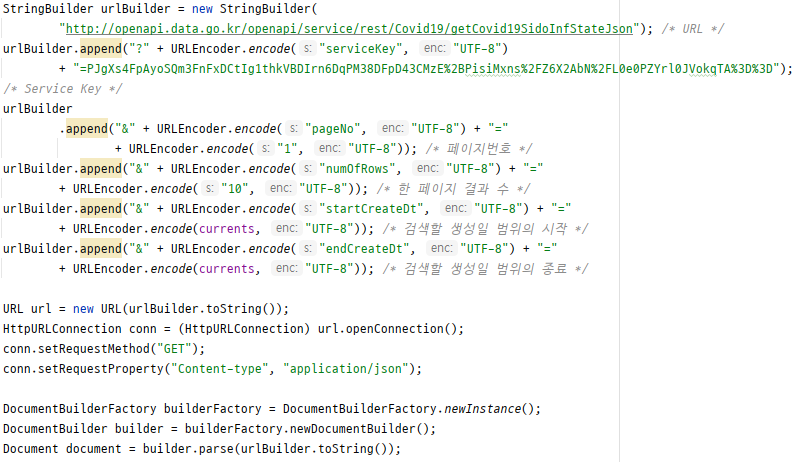 StringBuilder urlBuilder = new StringBuilder(
"http://openapi.data.go.kr/openapi/service/rest/Covid19/getCovid19SidoInfStateJson"); /* URL */
urlBuilder.append("?" + URLEncoder.encode( s: "serviceKey", enc: "UTF-8")
+ "=PJgXs4FpAyoSQm3FnFxDCtIg1thkVBDIrn6DqPM38DFpD43CMzE%2BPisiMxns%2FZ6X2AbN%2FL0e0PZYrl0JVokqTA%3D%3D");
/* Service Key */
urlBuilder
.append("&" + URLEncoder.encode( s: "pageNo", enc: "UTF-8") + "="
+ URLEncoder.encode( s: "1", enc: "UTF-8")); /* 페이지번호 */
urlBuilder.append("&" + URLEncoder.encode( s: "numOfRows", enc: "UTF-8") + "="
+ URLEncoder.encode( s: "10", enc: "UTF-8")); /* 한 페이지 결과 수 */
urlBuilder.append("&" + URLEncoder.encode( s: "startCreateDt", enc: "UTF-8") + "="
+ URLEncoder.encode(currents, enc: "UTF-8")); /* 검색할 생성일 범위의 시작 */
urlBuilder.append("&" + URLEncoder.encode( s: "endCreateDt", enc: "UTF-8") + "="
+ URLEncoder.encode(currents, enc: "UTF-8")); /* 검색할 생성일 범위의 종료 */
URL url = new URL(urlBuilder.toString());
HttpURLConnection conn = (HttpURLConnection) url.openConnection();
conn.setRequestMethod("GET");
conn.setRequestProperty("Content-type", "application/json");
DocumentBuilderFactory builderFactory = DocumentBuilderFactory.newInstance();
DocumentBuilder builder = builderFactory.newDocumentBuilder();
Document document = builder.parse(urlBuilder.toString());